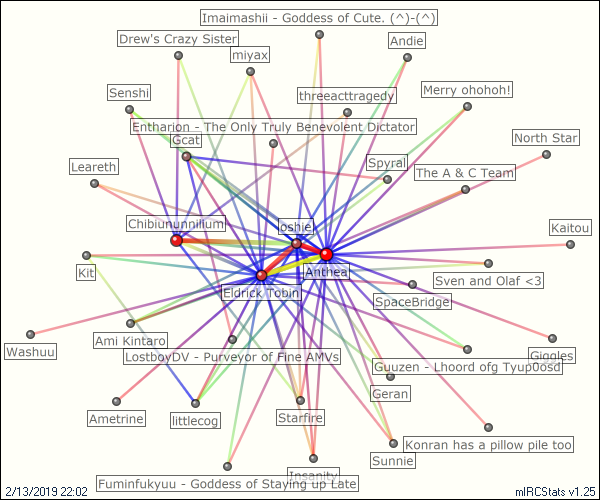 Imaimashii - Goddess of Cute. (^)-(^)
Drew's Crazy Sister
Andie
miyax
Senshi
threeacttragedy
Merry ohohoh!
Entharion - The Only Truly Benevolent Dictator
Gcat
North Star
Leareth
Spyral
The A & C Team
Chibiununnilium
oshie
Kaitou
Kit
Anthea
Sven and Olaf <3
Eldrick Tobin
SpaceBridge
Ami Kintaro
Washuu
LostboyDV - Purveyor of Fine AMVs
Giggles
Guuzen - Lhoord ofg Tyup0osd
Geran
Ametrine
littlecog
Starfire
Konran has a pillow pile too
Sunnie
Insanity
Fuminfukyuu - Goddess of Staying up Late
2/13/2019 22:02
mIRCStats v1.25